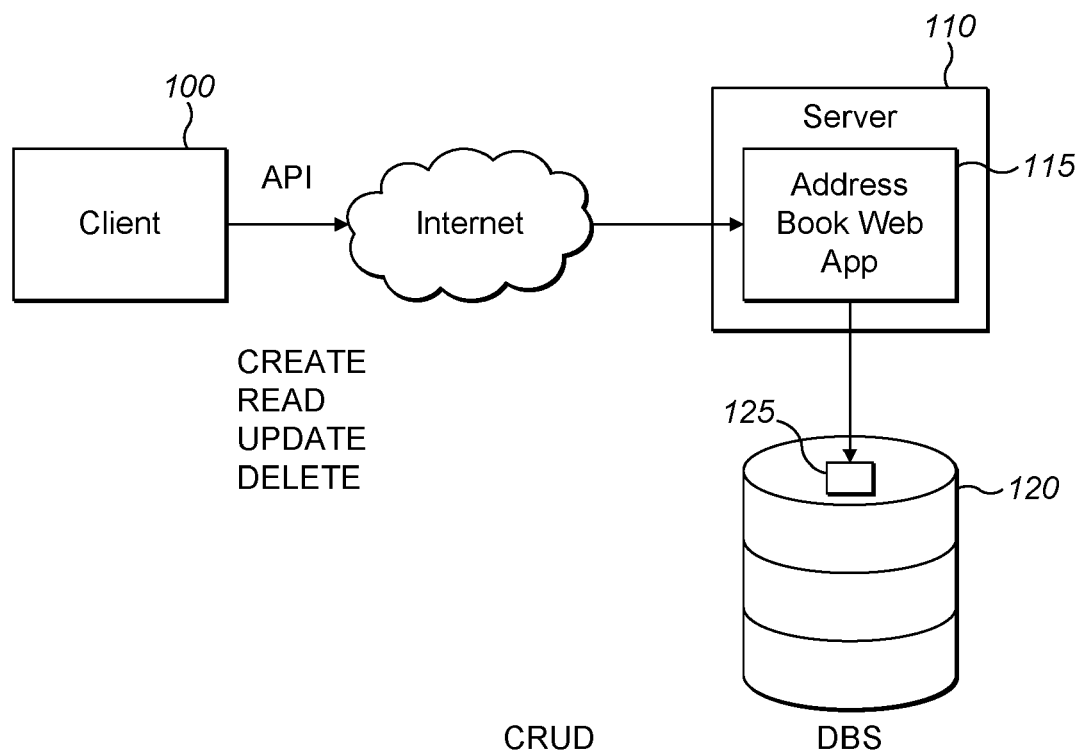 110
100
Server
API
115
Client
Internet
Address
Book Web
App
CREATE
READ
UPDATE
DELETE
125
120
CRUD
DBS